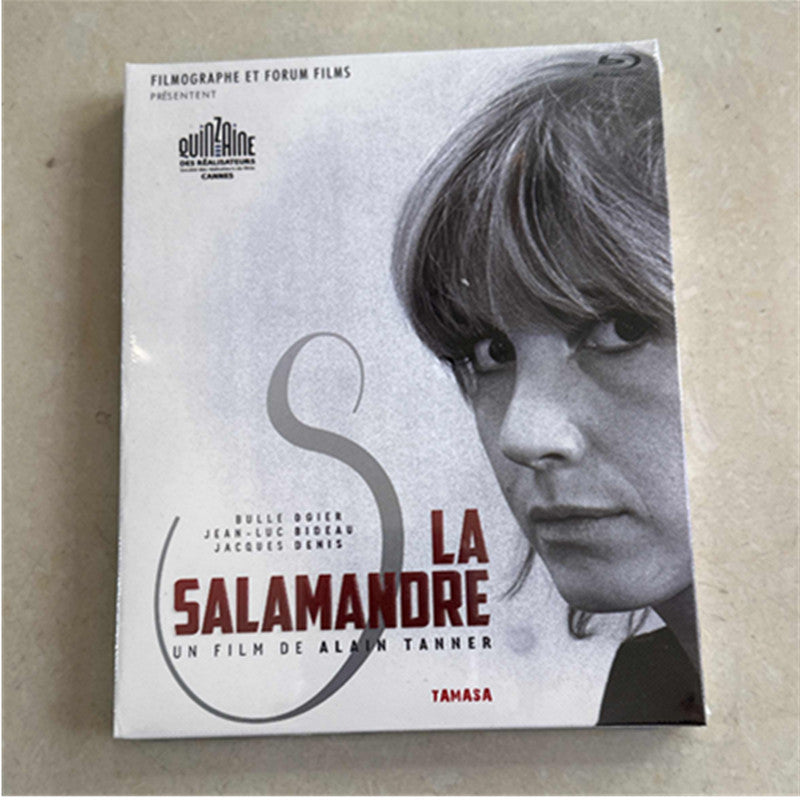 FILMOGRAPHE ET FORUM FILMS
PRÉSENTENT
QUINZAINE
DES RÉALISATEURS
CANNES
BULLE OGIER
JEAN-LUC BIDEAU
JACQUES DENIS
LA
SALAMANDRE
UN FILM DE ALAIN TANNER
TAMASA